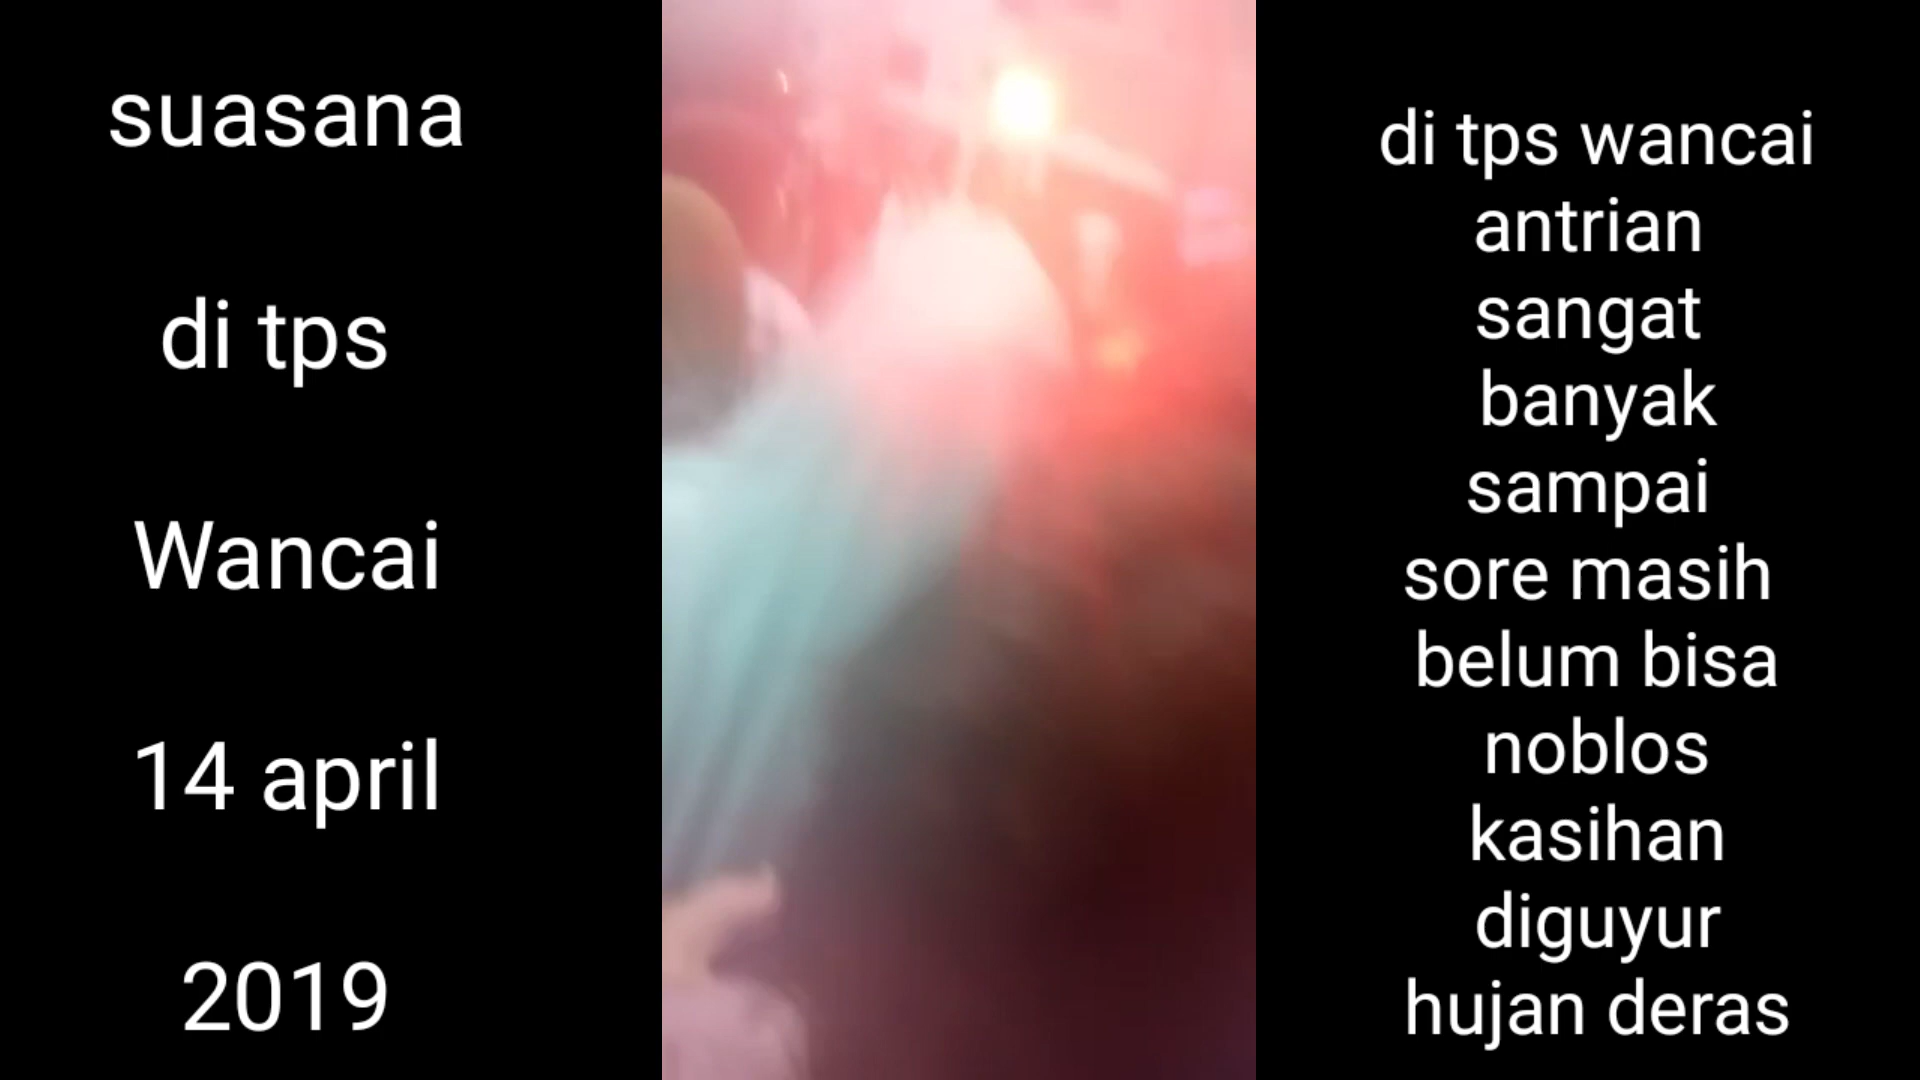 suasana
di tps
Wancai
14 april
2019
di tps wancai
antrian
sangat
banyak
sampai
sore masih
belum bisa
noblos
kasihan
diguyur
hujan deras